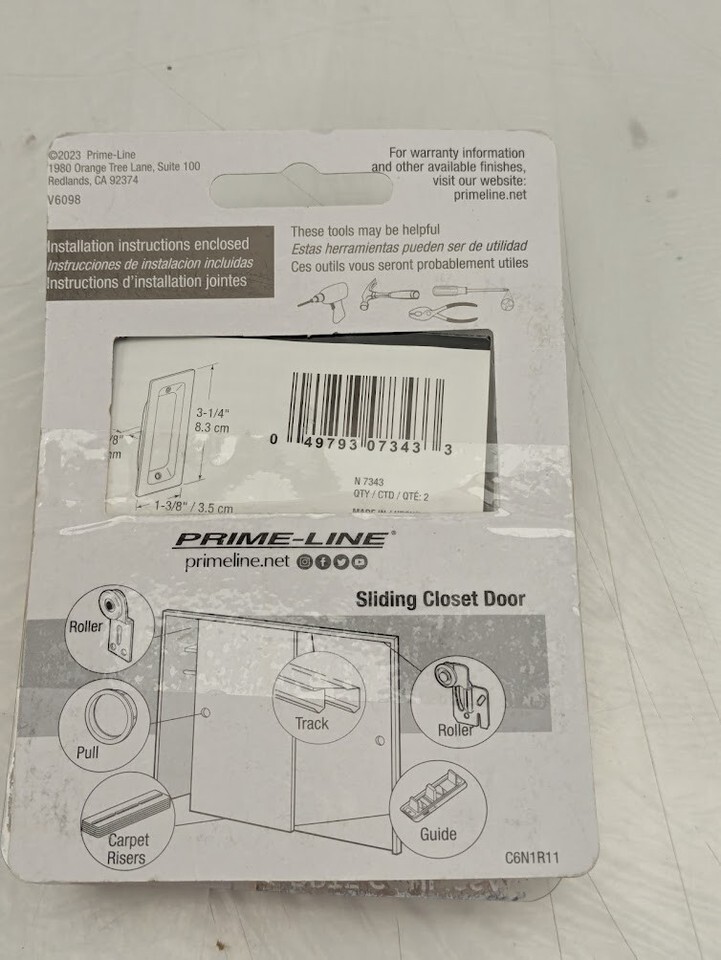 ©2023 Prime-Line
1980 Orange Tree Lane, Suite 100
Redlands, CA 92374
V6098
For warranty information
and other available finishes,
visit our website:
primeline.net
Installation instructions enclosed
Instrucciones de instalacion incluidas
Instructions d'installation jointes
These tools may be helpful
Estas herramientas pueden ser de utilidad
Ces outils vous seront probablement utiles
3-1/4"
8.3 cm
/8"
1-3/8" / 3.5 cm
0 49793 07343 3
N 7343
QTY / CTD / QTÉ: 2
PRIME-LINE®
primeline.net
Sliding Closet Door
Roller
Pull
Track
Roller
Carpet
Risers
Guide
C6N1R11